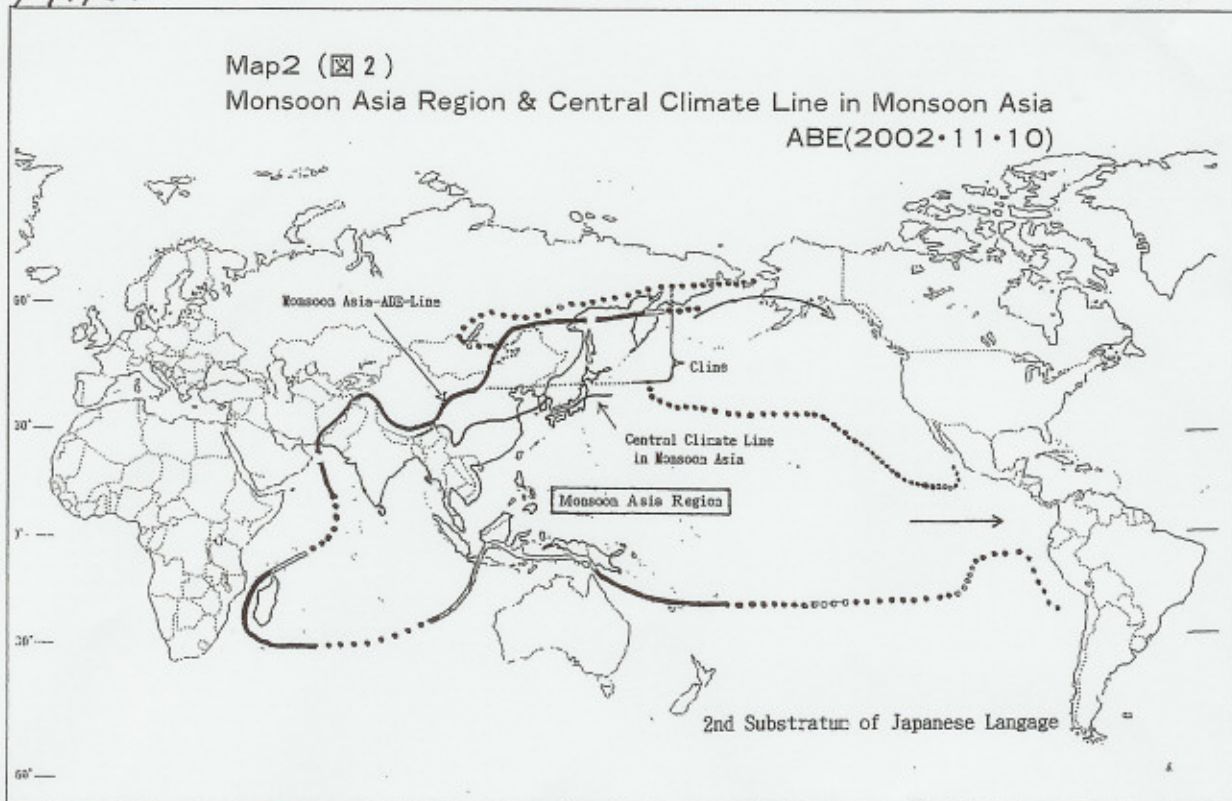 Map2 (図2)
Monsoon Asia Region & Central Climate Line in Monsoon Asia
ABE(2002・11・10)
60°
Monsoon Asia-ABE-Line
Cline
30°
Central Climate Line
in Monsoon Asia
Monsoon Asia Region
30°
2nd Substratum of Japanese Langage
60°